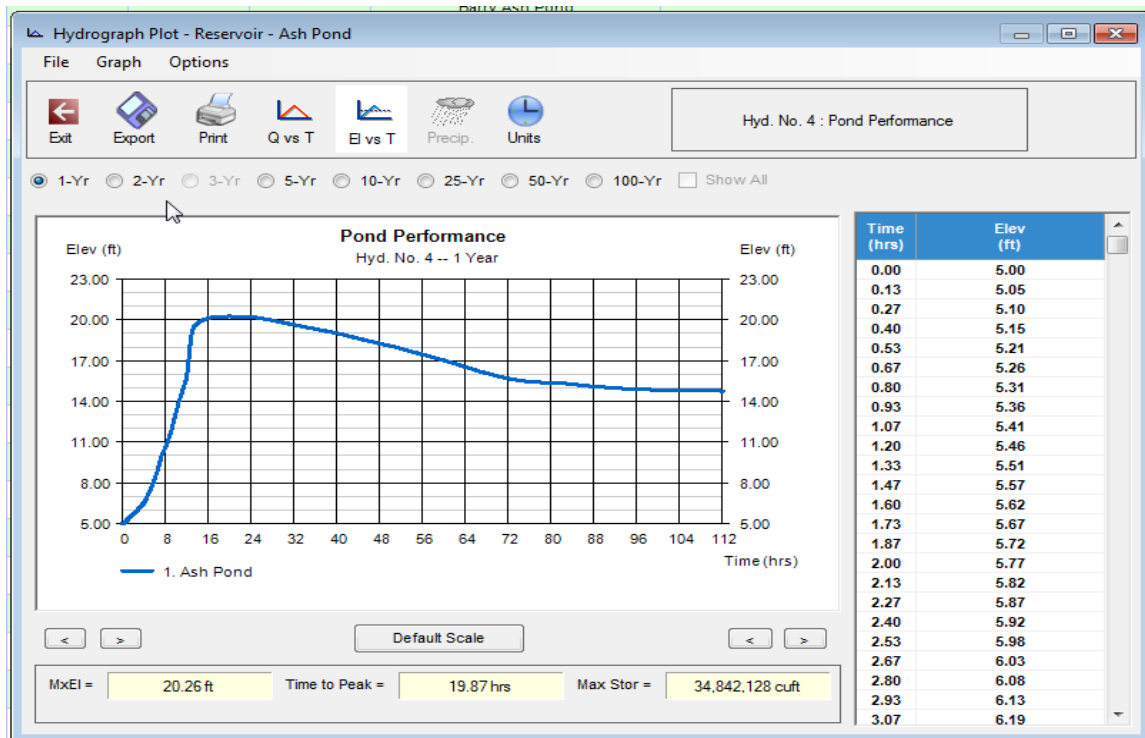 Barry Ash Pond
Hydrograph Plot - Reservoir - Ash Pond
File Graph Options
Exit Export Print Q vs T El vs T Precip. Units
Hyd. No. 4 : Pond Performance
1-Yr 2-Yr 3-Yr 5-Yr 10-Yr 25-Yr 50-Yr 100-Yr Show All
Pond Performance
Elev (ft) Hyd. No. 4 -- 1 Year Elev (ft)
23.00 23.00
20.00 20.00
17.00 17.00
14.00 14.00
11.00 11.00
8.00 8.00
5.00 5.00
0 8 16 24 32 40 48 56 64 72 80 88 96 104 112
Time (hrs)
1. Ash Pond
< > Default Scale < >
MxEl = 20.26 ft Time to Peak = 19.87 hrs Max Stor = 34,842,128 cuft
Time Elev
(hrs) (ft)
0.00 5.00
0.13 5.05
0.27 5.10
0.40 5.15
0.53 5.21
0.67 5.26
0.80 5.31
0.93 5.36
1.07 5.41
1.20 5.46
1.33 5.51
1.47 5.57
1.60 5.62
1.73 5.67
1.87 5.72
2.00 5.77
2.13 5.82
2.27 5.87
2.40 5.92
2.53 5.98
2.67 6.03
2.80 6.08
2.93 6.13
3.07 6.19